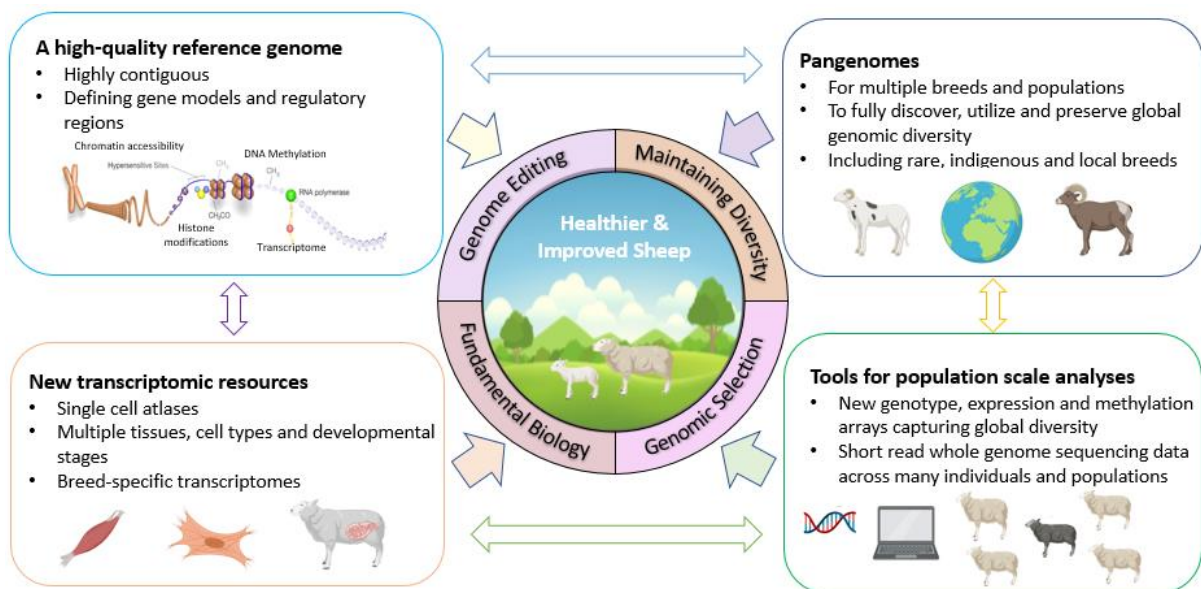 A high-quality reference genome
• Highly contiguous
• Defining gene models and regulatory
regions
Chromatin accessibility
Hypersensitive Sites
CH₃
DNA Methylation
CH₃
RNA polymerase
CH₃CO
Histone
modifications
Transcriptome
Pangenomes
• For multiple breeds and populations
• To fully discover, utilize and preserve global
genomic diversity
• Including rare, indigenous and local breeds
Genome Editing
Maintaining Diversity
Healthier &
Improved Sheep
Fundamental Biology
Genomic Selection
New transcriptomic resources
• Single cell atlases
• Multiple tissues, cell types and developmental
stages
• Breed-specific transcriptomes
Tools for population scale analyses
• New genotype, expression and methylation
arrays capturing global diversity
• Short read whole genome sequencing data
across many individuals and populations